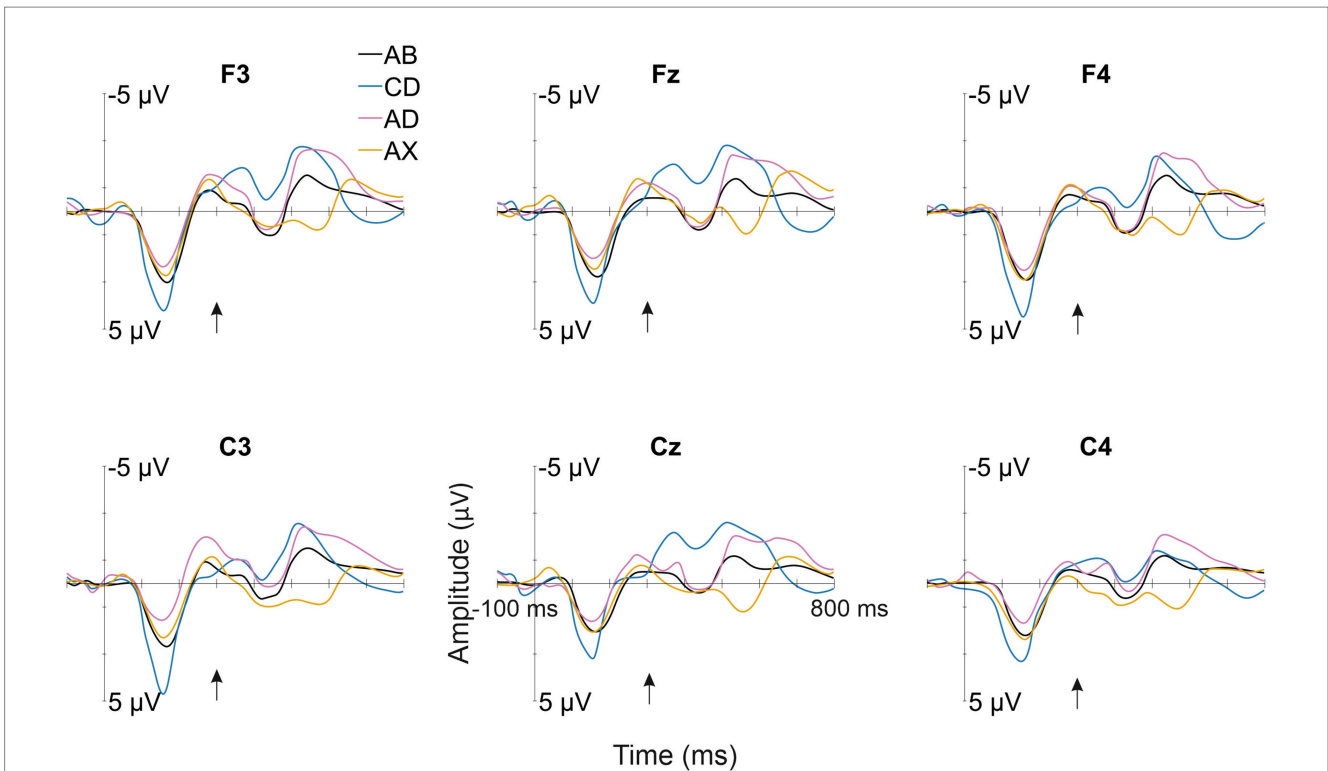 F3
-5 µV
5 µV
AB
CD
AD
AX
Fz
-5 µV
5 µV
F4
-5 µV
5 µV
C3
-5 µV
5 µV
Cz
-5 µV
Amplitude (µV)
-100 ms
800 ms
5 µV
C4
-5 µV
5 µV
Time (ms)